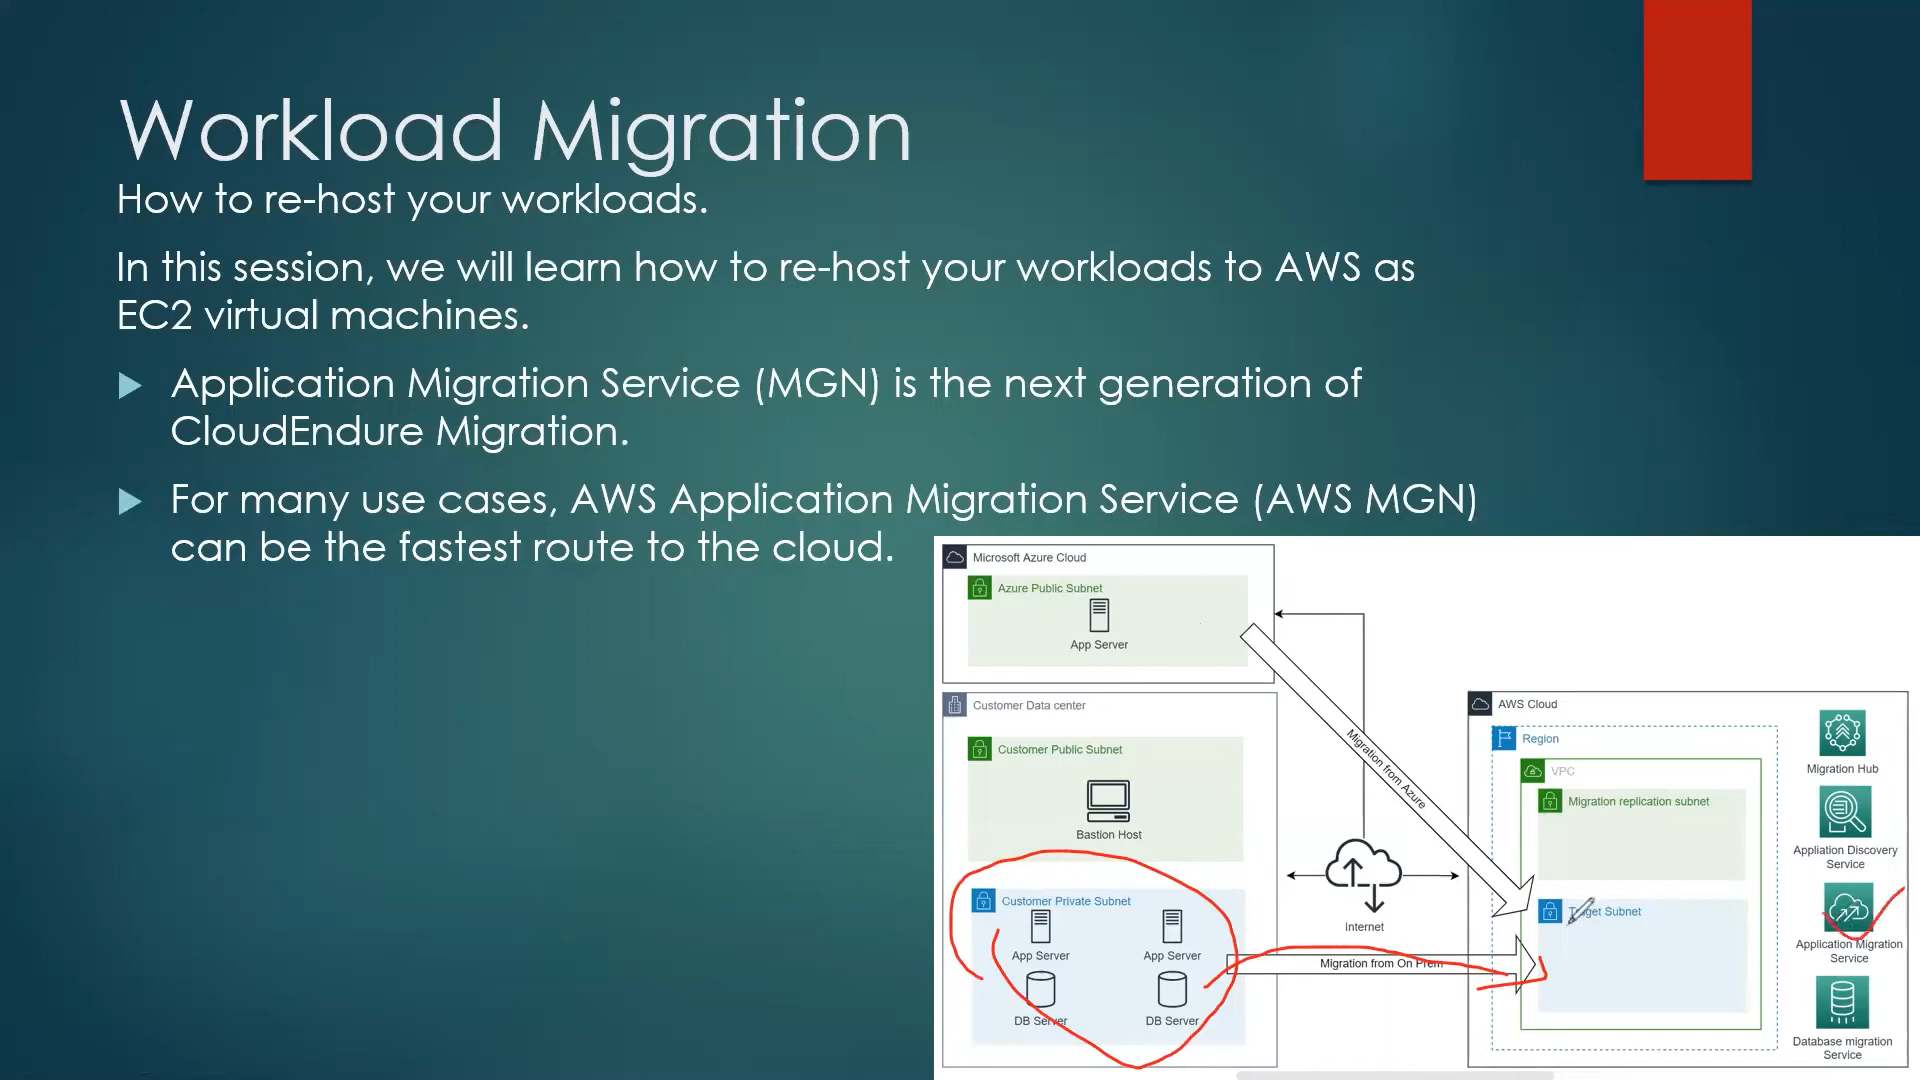 Workload Migration
How to re-host your workloads.
In this session, we will learn how to re-host your workloads to AWS as
EC2 virtual machines.
Application Migration Service (MGN) is the next generation of
CloudEndure Migration.
For many use cases, AWS Application Migration Service (AWS MGN)
can be the fastest route to the cloud.
Microsoft Azure Cloud
Azure Public Subnet
App Server
Customer Data center
Customer Public Subnet
Bastion Host
Customer Private Subnet
App Server
App Server
DB Server
DB Server
Migration from Azure
Internet
Migration from On Prem
AWS Cloud
Region
VPC
Migration replication subnet
Target Subnet
Migration Hub
Appliation Discovery
Service
Application Migration
Service
Database migration
Service